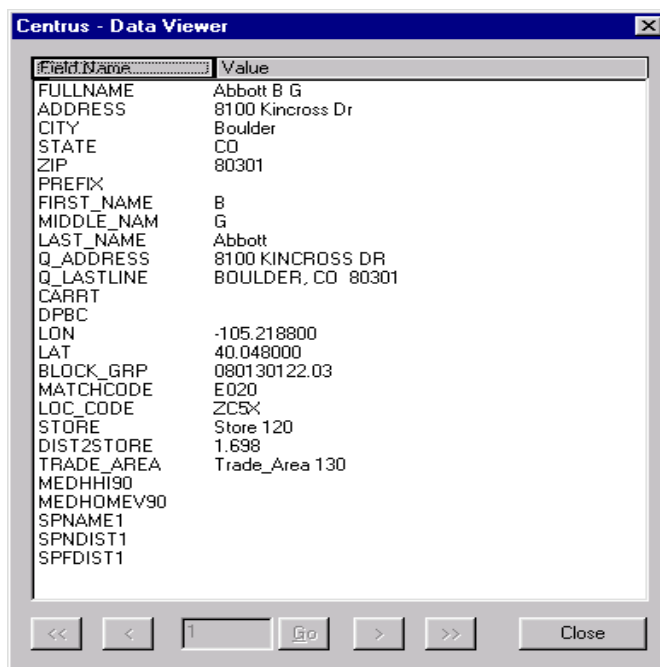 Centrus - Data Viewer
Field Name Value
FULLNAME Abbott B G
ADDRESS 8100 Kincross Dr
CITY Boulder
STATE CO
ZIP 80301
PREFIX
FIRST_NAME B
MIDDLE_NAM G
LAST_NAME Abbott
Q_ADDRESS 8100 KINCROSS DR
Q_LASTLINE BOULDER, CO 80301
CARRT
DPBC
LON -105.218800
LAT 40.048000
BLOCK_GRP 080130122.03
MATCHCODE E020
LOC_CODE ZC5X
STORE Store 120
DIST2STORE 1.698
TRADE_AREA Trade_Area 130
MEDHHI90
MEDHOMEV90
SPNAME1
SPNDIST1
SPFDIST1
<< < 1 Go > >> Close